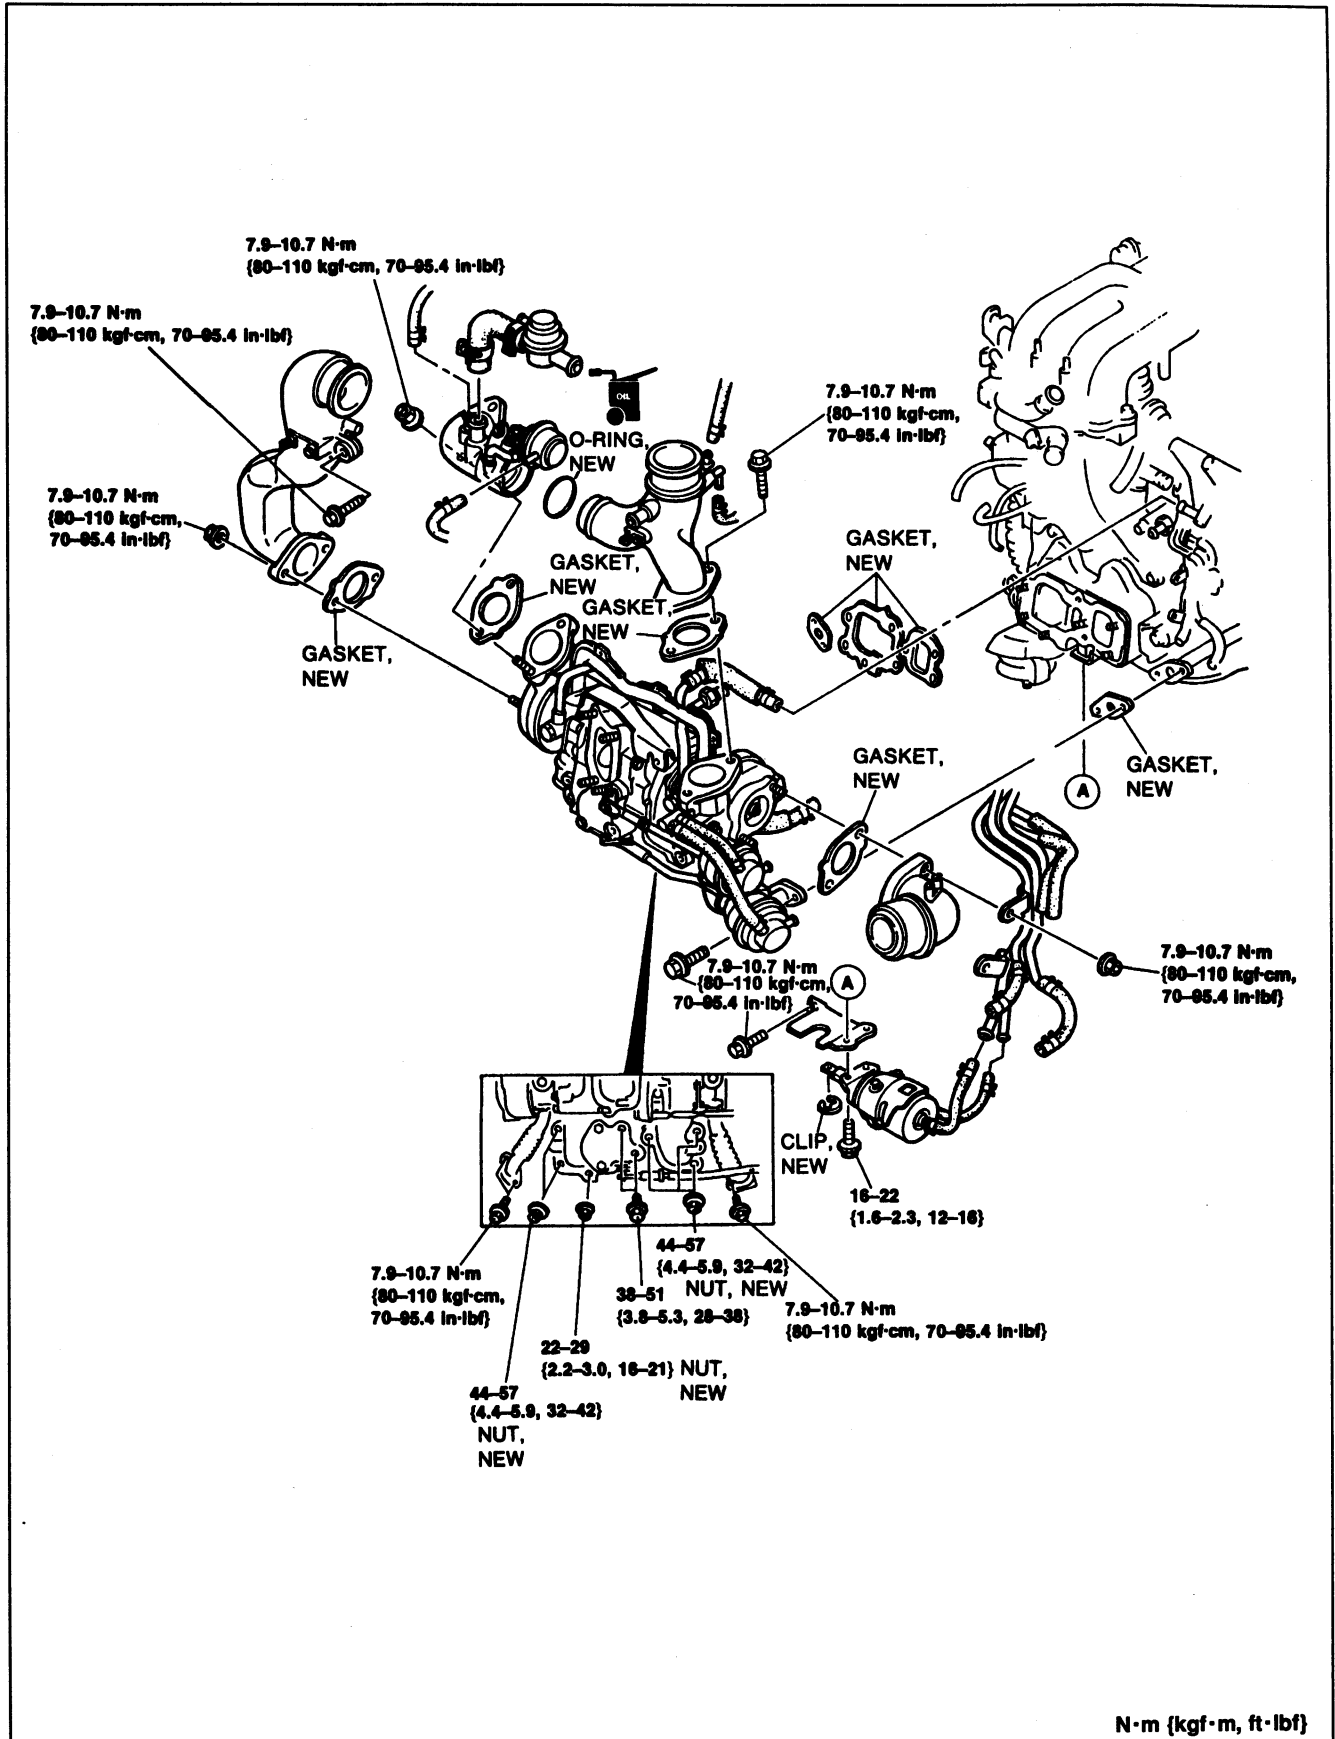 7.9–10.7 N·m
{80–110 kgf·cm, 70–95.4 in·lbf}
7.9–10.7 N·m
{80–110 kgf·cm, 70–95.4 in·lbf}
OIL
7.9–10.7 N·m
{80–110 kgf·cm,
70–95.4 in·lbf}
O-RING,
NEW
7.9–10.7 N·m
{80–110 kgf·cm,
70–95.4 in·lbf}
GASKET,
NEW
GASKET,
NEW
GASKET,
NEW
GASKET,
NEW
GASKET,
NEW
GASKET,
NEW
A
7.9–10.7 N·m
{80–110 kgf·cm,
70–95.4 in·lbf}
7.9–10.7 N·m
{80–110 kgf·cm,
70–95.4 in·lbf}
A
CLIP,
NEW
16–22
{1.6–2.3, 12–16}
44–57
{4.4–5.9, 32–42}
NUT, NEW
7.9–10.7 N·m
{80–110 kgf·cm,
70–95.4 in·lbf}
38–51
{3.8–5.3, 28–38}
7.9–10.7 N·m
{80–110 kgf·cm, 70–95.4 in·lbf}
22–29
{2.2–3.0, 16–21} NUT,
NEW
44–57
{4.4–5.9, 32–42}
NUT,
NEW
N·m {kgf·m, ft·lbf}